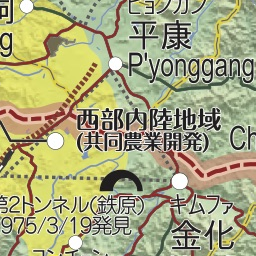 ピョンガン
平康
P'yonggang
西部内陸地域
(共同農業開発)
Ch
第2トンネル(鉄原)
1975/3/19発見
キムファ
金化